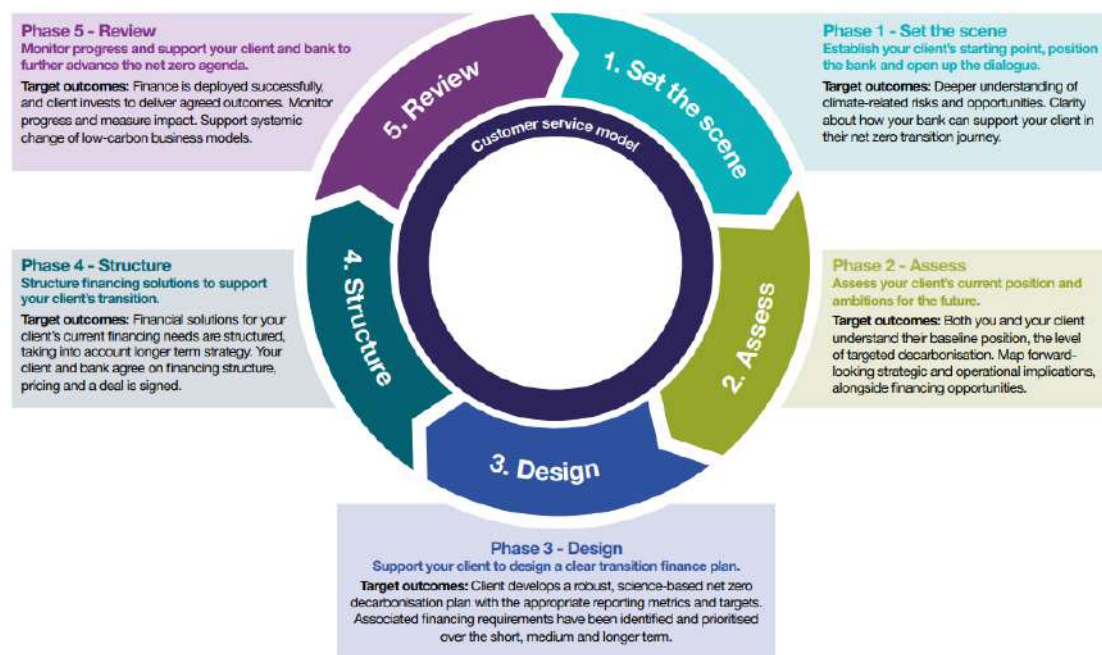 Phase 5 - Review
Monitor progress and support your client and bank to
further advance the net zero agenda.
Target outcomes: Finance is deployed successfully,
and client invests to deliver agreed outcomes. Monitor
progress and measure impact. Support systemic
change of low-carbon business models.
Phase 1 - Set the scene
Establish your client's starting point, position
the bank and open up the dialogue.
Target outcomes: Deeper understanding of
climate-related risks and opportunities. Clarity
about how your bank can support your client in
their net zero transition journey.
5. Review
1. Set the scene
Customer service model
Phase 4 - Structure
Structure financing solutions to support
your client's transition.
Target outcomes: Financial solutions for your
client's current financing needs are structured,
taking into account longer term strategy. Your
client and bank agree on financing structure,
pricing and a deal is signed.
4. Structure
2. Assess
Phase 2 - Assess
Assess your client's current position and
ambitions for the future.
Target outcomes: Both you and your client
understand their baseline position, the level
of targeted decarbonisation. Map forward-
looking strategic and operational implications,
alongside financing opportunities.
3. Design
Phase 3 - Design
Support your client to design a clear transition finance plan.
Target outcomes: Client develops a robust, science-based net zero
decarbonisation plan with the appropriate reporting metrics and targets.
Associated financing requirements have been identified and prioritised
over the short, medium and longer term.